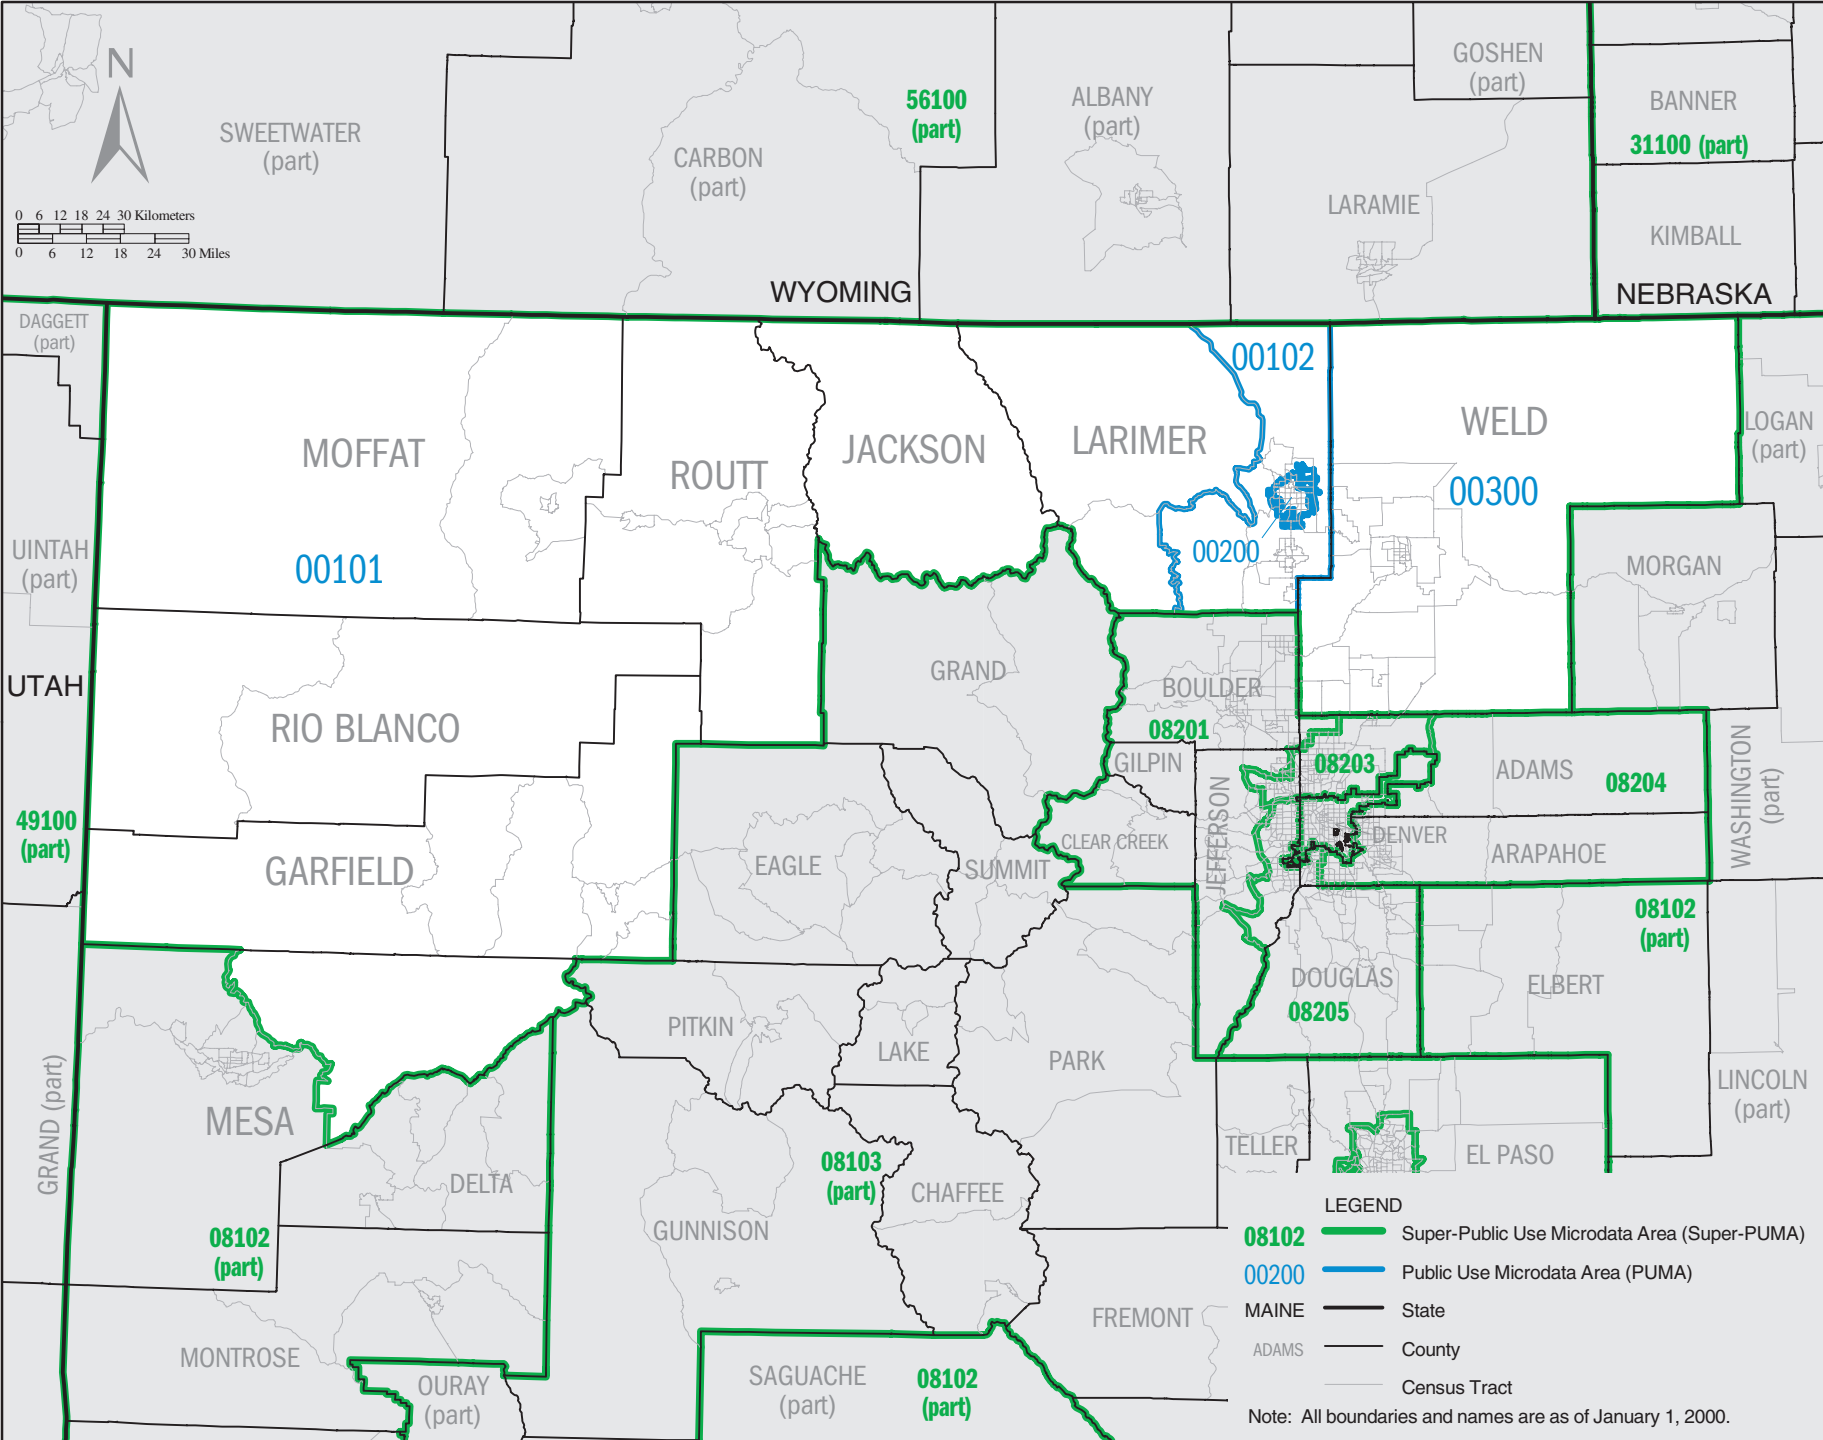 N
0 6 12 18 24 30 Kilometers
0 6 12 18 24 30 Miles
SWEETWATER
(part)
CARBON
(part)
56100
(part)
ALBANY
(part)
GOSHEN
(part)
LARAMIE
BANNER
31100 (part)
KIMBALL
WYOMING
NEBRASKA
DAGGETT
(part)
MOFFAT
00101
ROUTT
JACKSON
LARIMER
00102
00200
WELD
00300
LOGAN
(part)
UINTAH
(part)
MORGAN
UTAH
RIO BLANCO
GRAND
BOULDER
08201
GILPIN
JEFFERSON
08203
ADAMS
08204
WASHINGTON
(part)
49100
(part)
GARFIELD
EAGLE
SUMMIT
CLEAR CREEK
DENVER
ARAPAHOE
08102
(part)
DOUGLAS
08205
ELBERT
PITKIN
LAKE
PARK
GRAND (part)
MESA
LINCOLN
(part)
TELLER
EL PASO
DELTA
08103
(part)
CHAFFEE
GUNNISON
08102
(part)
FREMONT
MONTROSE
OURAY
(part)
SAGUACHE
(part)
08102
(part)
LEGEND
08102 Super-Public Use Microdata Area (Super-PUMA)
00200 Public Use Microdata Area (PUMA)
MAINE State
ADAMS County
Census Tract
Note: All boundaries and names are as of January 1, 2000.